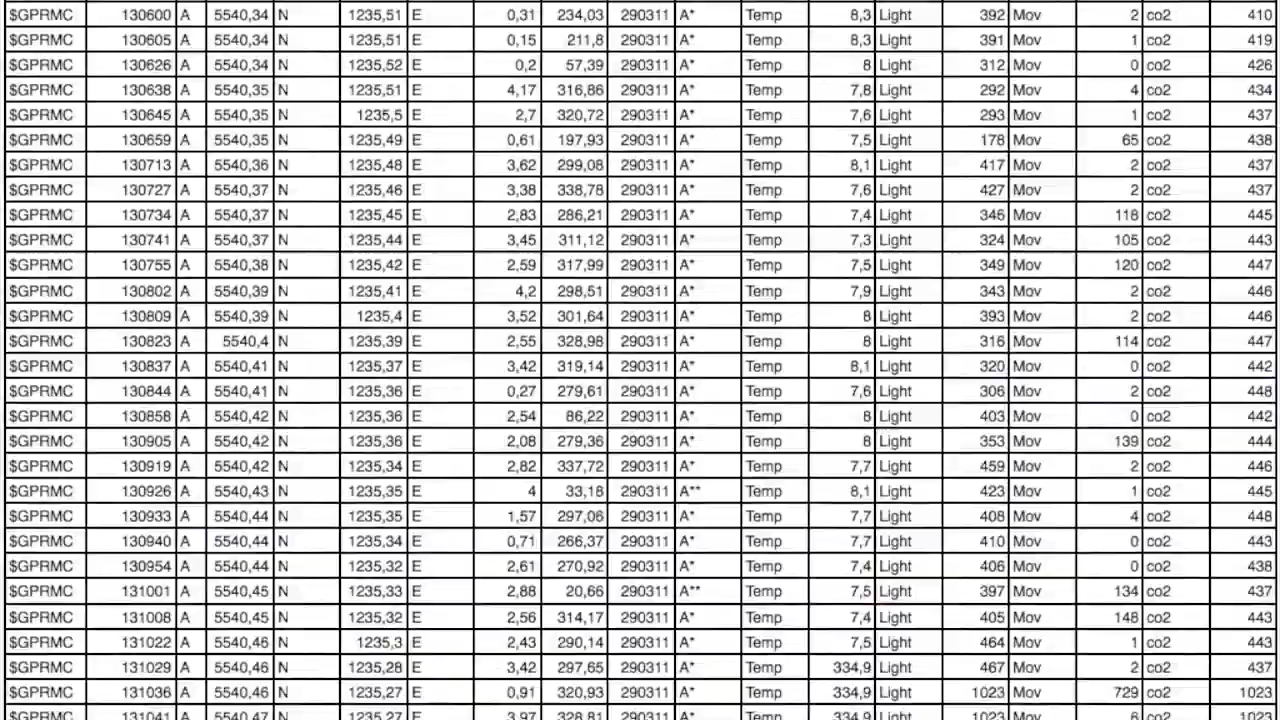 $GPRMC 130600 A 5540,34 N 1235,51 E 0,31 234,03 290311 A* Temp 8,3 Light 392 Mov 2 co2 410
$GPRMC 130605 A 5540,34 N 1235,51 E 0,15 211,8 290311 A* Temp 8,3 Light 391 Mov 1 co2 419
$GPRMC 130626 A 5540,34 N 1235,52 E 0,2 57,39 290311 A* Temp 8 Light 312 Mov 0 co2 426
$GPRMC 130638 A 5540,35 N 1235,51 E 4,17 316,86 290311 A* Temp 7,8 Light 292 Mov 4 co2 434
$GPRMC 130645 A 5540,35 N 1235,5 E 2,7 320,72 290311 A* Temp 7,6 Light 293 Mov 1 co2 437
$GPRMC 130659 A 5540,35 N 1235,49 E 0,61 197,93 290311 A* Temp 7,5 Light 178 Mov 65 co2 438
$GPRMC 130713 A 5540,36 N 1235,48 E 3,62 299,08 290311 A* Temp 8,1 Light 417 Mov 2 co2 437
$GPRMC 130727 A 5540,37 N 1235,46 E 3,38 338,78 290311 A* Temp 7,6 Light 427 Mov 2 co2 437
$GPRMC 130734 A 5540,37 N 1235,45 E 2,83 286,21 290311 A* Temp 7,4 Light 346 Mov 118 co2 445
$GPRMC 130741 A 5540,37 N 1235,44 E 3,45 311,12 290311 A* Temp 7,3 Light 324 Mov 105 co2 443
$GPRMC 130755 A 5540,38 N 1235,42 E 2,59 317,99 290311 A* Temp 7,5 Light 349 Mov 120 co2 447
$GPRMC 130802 A 5540,39 N 1235,41 E 4,2 298,51 290311 A* Temp 7,9 Light 343 Mov 2 co2 446
$GPRMC 130809 A 5540,39 N 1235,4 E 3,52 301,64 290311 A* Temp 8 Light 393 Mov 2 co2 446
$GPRMC 130823 A 5540,4 N 1235,39 E 2,55 328,98 290311 A* Temp 8 Light 316 Mov 114 co2 447
$GPRMC 130837 A 5540,41 N 1235,37 E 3,42 319,14 290311 A* Temp 8,1 Light 320 Mov 0 co2 442
$GPRMC 130844 A 5540,41 N 1235,36 E 0,27 279,61 290311 A* Temp 7,6 Light 306 Mov 2 co2 448
$GPRMC 130858 A 5540,42 N 1235,36 E 2,54 86,22 290311 A* Temp 8 Light 403 Mov 0 co2 442
$GPRMC 130905 A 5540,42 N 1235,36 E 2,08 279,36 290311 A* Temp 8 Light 353 Mov 139 co2 444
$GPRMC 130919 A 5540,42 N 1235,34 E 2,82 337,72 290311 A* Temp 7,7 Light 459 Mov 2 co2 446
$GPRMC 130926 A 5540,43 N 1235,35 E 4 33,18 290311 A** Temp 8,1 Light 423 Mov 1 co2 445
$GPRMC 130933 A 5540,44 N 1235,35 E 1,57 297,06 290311 A* Temp 7,7 Light 408 Mov 4 co2 448
$GPRMC 130940 A 5540,44 N 1235,34 E 0,71 266,37 290311 A* Temp 7,7 Light 410 Mov 0 co2 443
$GPRMC 130954 A 5540,44 N 1235,32 E 2,61 270,92 290311 A* Temp 7,4 Light 406 Mov 0 co2 438
$GPRMC 131001 A 5540,45 N 1235,33 E 2,88 20,66 290311 A** Temp 7,5 Light 397 Mov 134 co2 437
$GPRMC 131008 A 5540,45 N 1235,32 E 2,56 314,17 290311 A* Temp 7,4 Light 405 Mov 148 co2 443
$GPRMC 131022 A 5540,46 N 1235,3 E 2,43 290,14 290311 A* Temp 7,5 Light 464 Mov 1 co2 443
$GPRMC 131029 A 5540,46 N 1235,28 E 3,42 297,65 290311 A* Temp 334,9 Light 467 Mov 2 co2 437
$GPRMC 131036 A 5540,46 N 1235,27 E 0,91 320,93 290311 A* Temp 334,9 Light 1023 Mov 729 co2 1023
$GPRMC 131041 A 5540,47 N 1235,27 E 3,97 328,81 290311 A* Temp 334,9 Light 1023 Mov 6 co2 1023